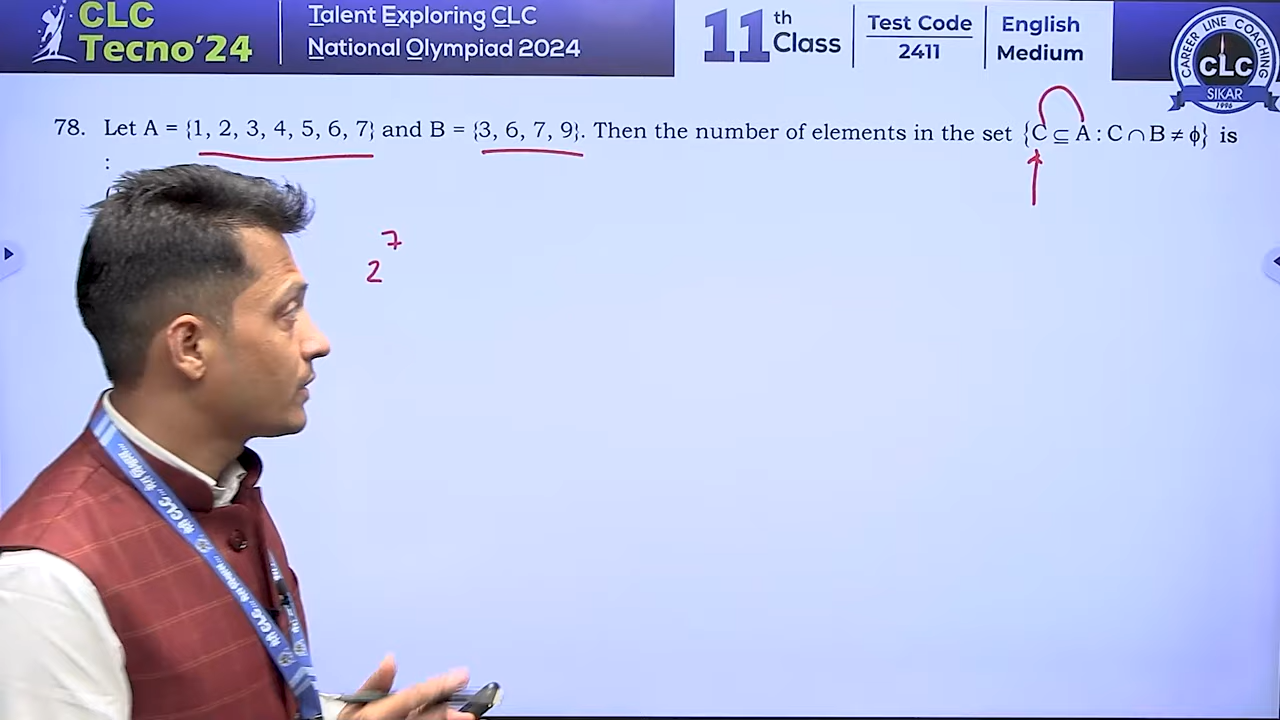 CLC
Tecno'24
Talent Exploring CLC
National Olympiad 2024
11th Class
Test Code
2411
English
Medium
CAREER LINE COACHING
CLC
SIKAR
1996
78. Let A = {1, 2, 3, 4, 5, 6, 7} and B = {3, 6, 7, 9}. Then the number of elements in the set {C ⊆ A : C ∩ B ≠ ϕ} is
:
2⁷